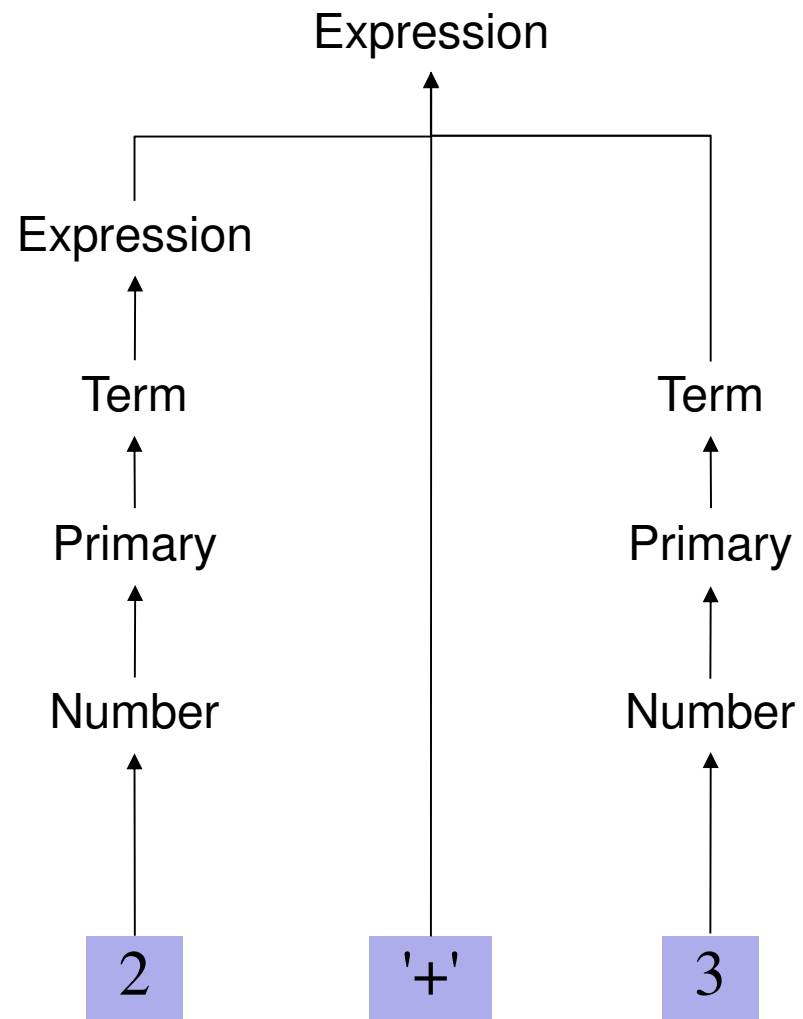 Expression
Expression
Term Term
Primary Primary
Number Number
2 '+' 3